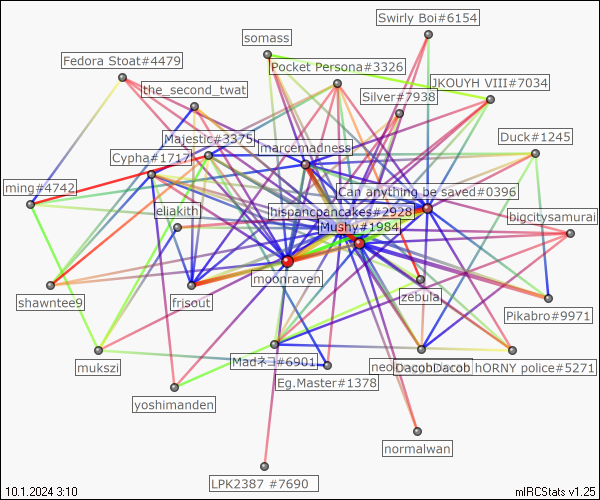 Swirly Boi#6154
somass
Fedora Stoat#4479
Pocket Persona#3326
the_second_twat
JKOUYH VIII#7034
Silver#7938
Majestic#3375
Duck#1245
marcemadness
Cypha#1717
ming#4742
Can anything be saved#0396
eliakith
hispancpancakes#2928
bigcitysamurai
Mushy#1984
moonraven
shawntee9
frisout
zebula
Pikabro#9971
mukszi
Madネコ#6901
hORNY police#5271
Eg.Master#1378
yoshimanden
normalwan
LPK2387 #7690
10.1.2024 3:10
mIRCStats v1.25